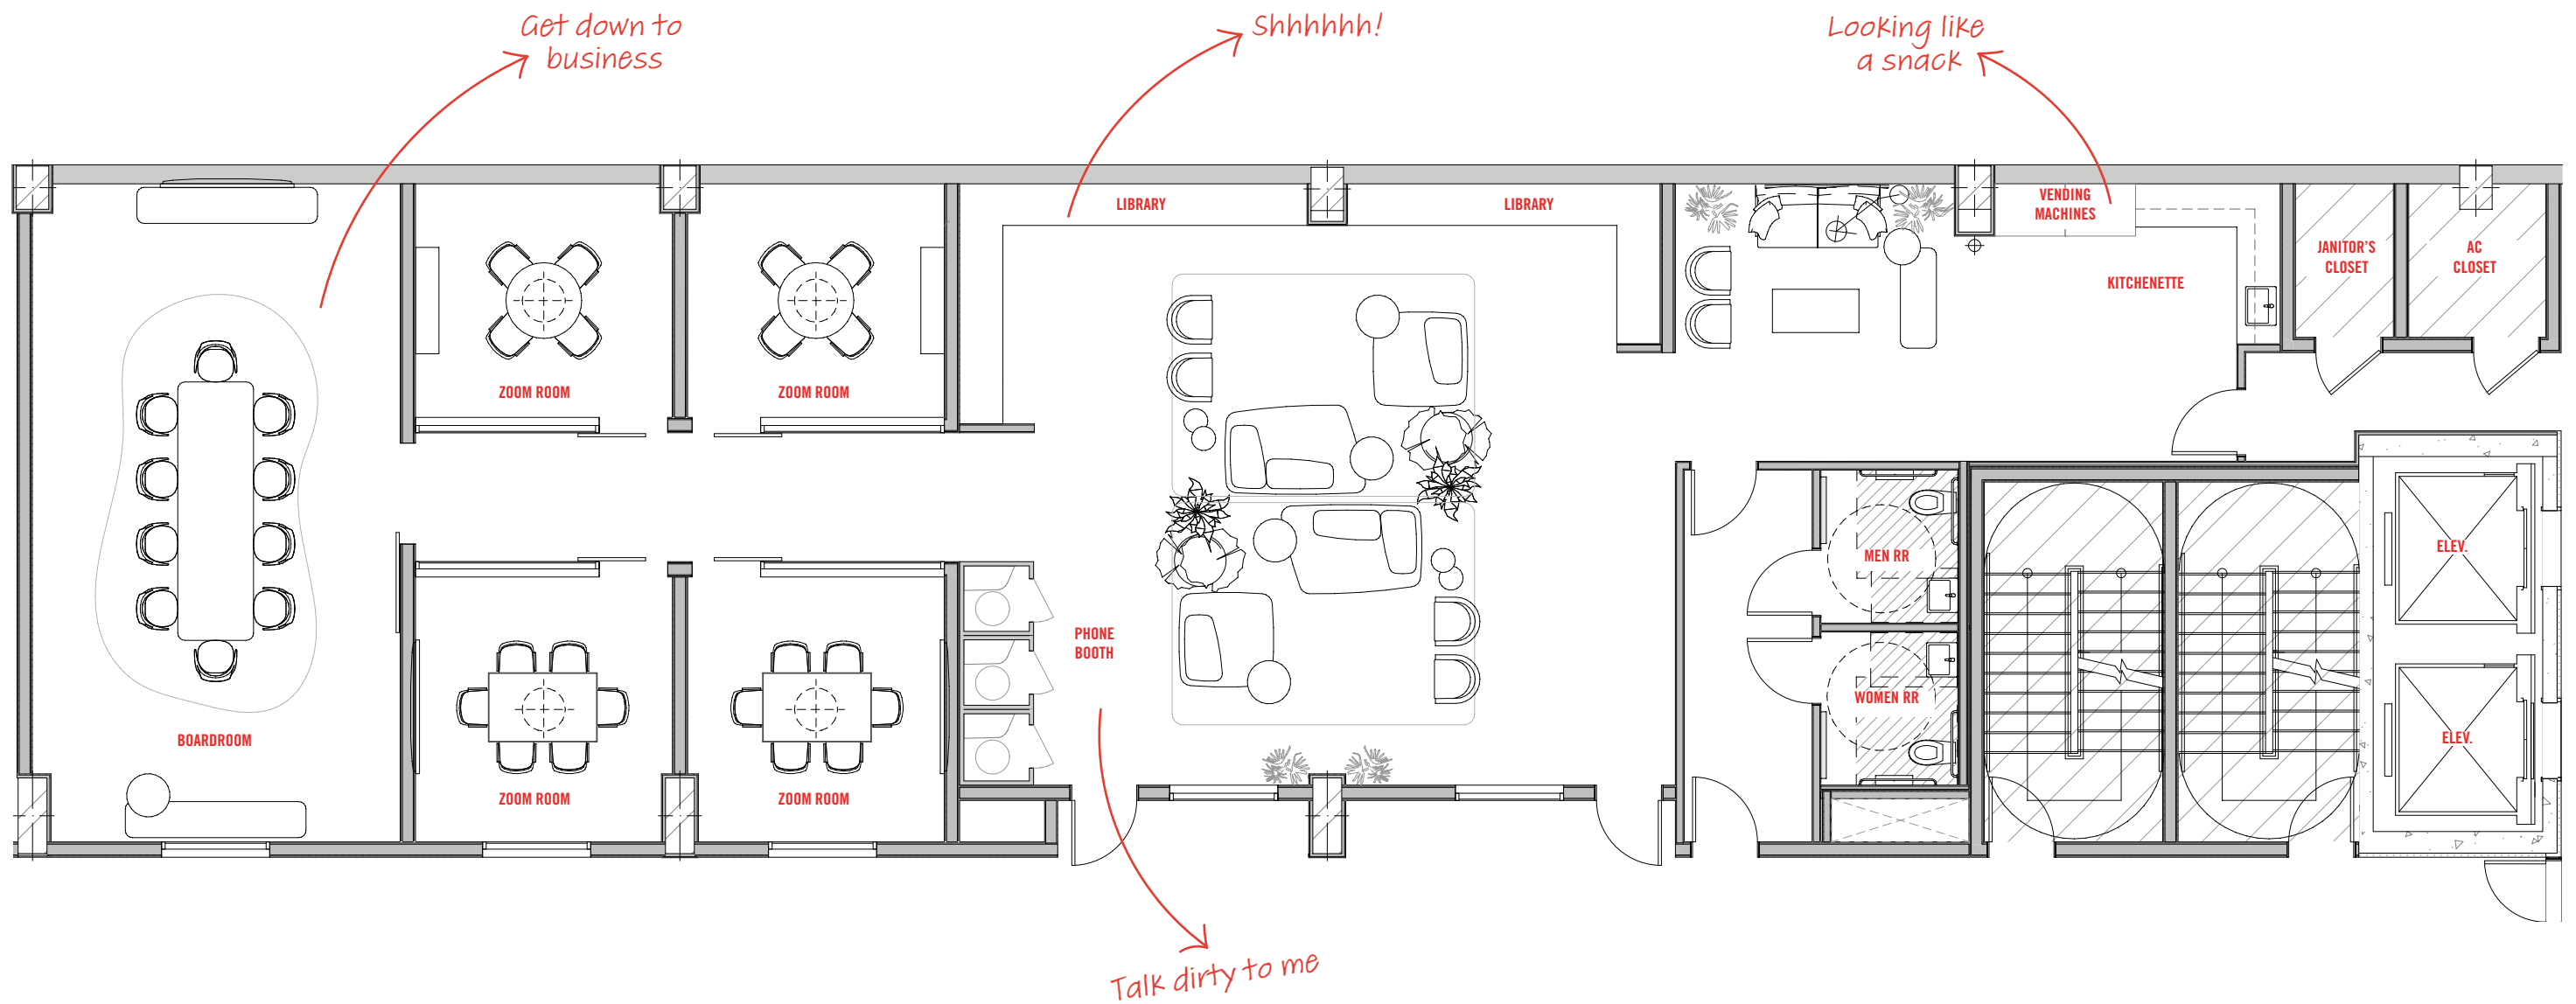 Get down to
business
Shhhhhh!
Looking like
a snack
LIBRARY
LIBRARY
VENDING
MACHINES
JANITOR'S
CLOSET
AC
CLOSET
KITCHENETTE
ZOOM ROOM
ZOOM ROOM
MEN RR
ELEV.
PHONE
BOOTH
WOMEN RR
BOARDROOM
ELEV.
ZOOM ROOM
ZOOM ROOM
Talk dirty to me